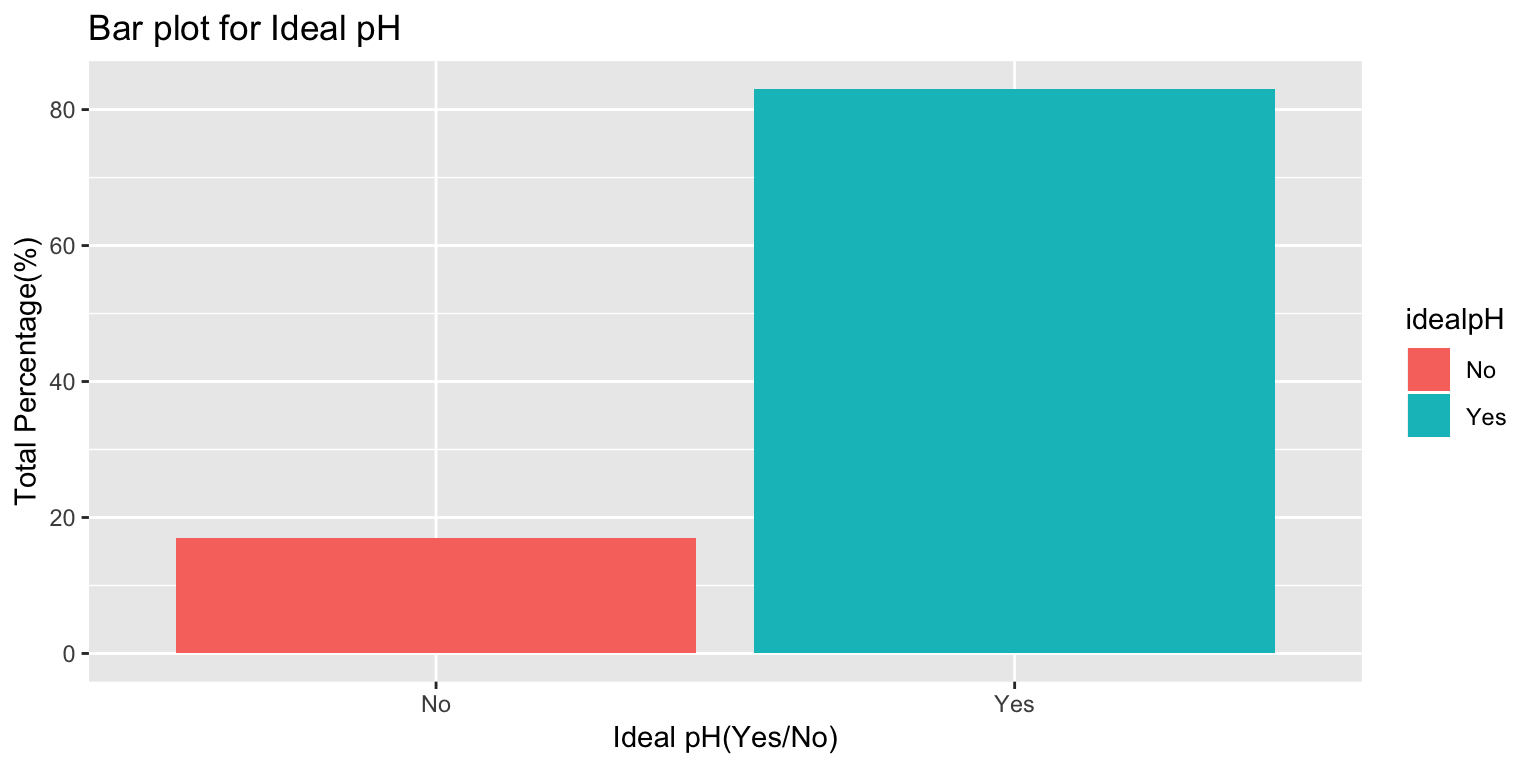 Bar plot for Ideal pH
Total Percentage(%)
80
60
40
20
0
No
Yes
Ideal pH(Yes/No)
idealpH
No
Yes